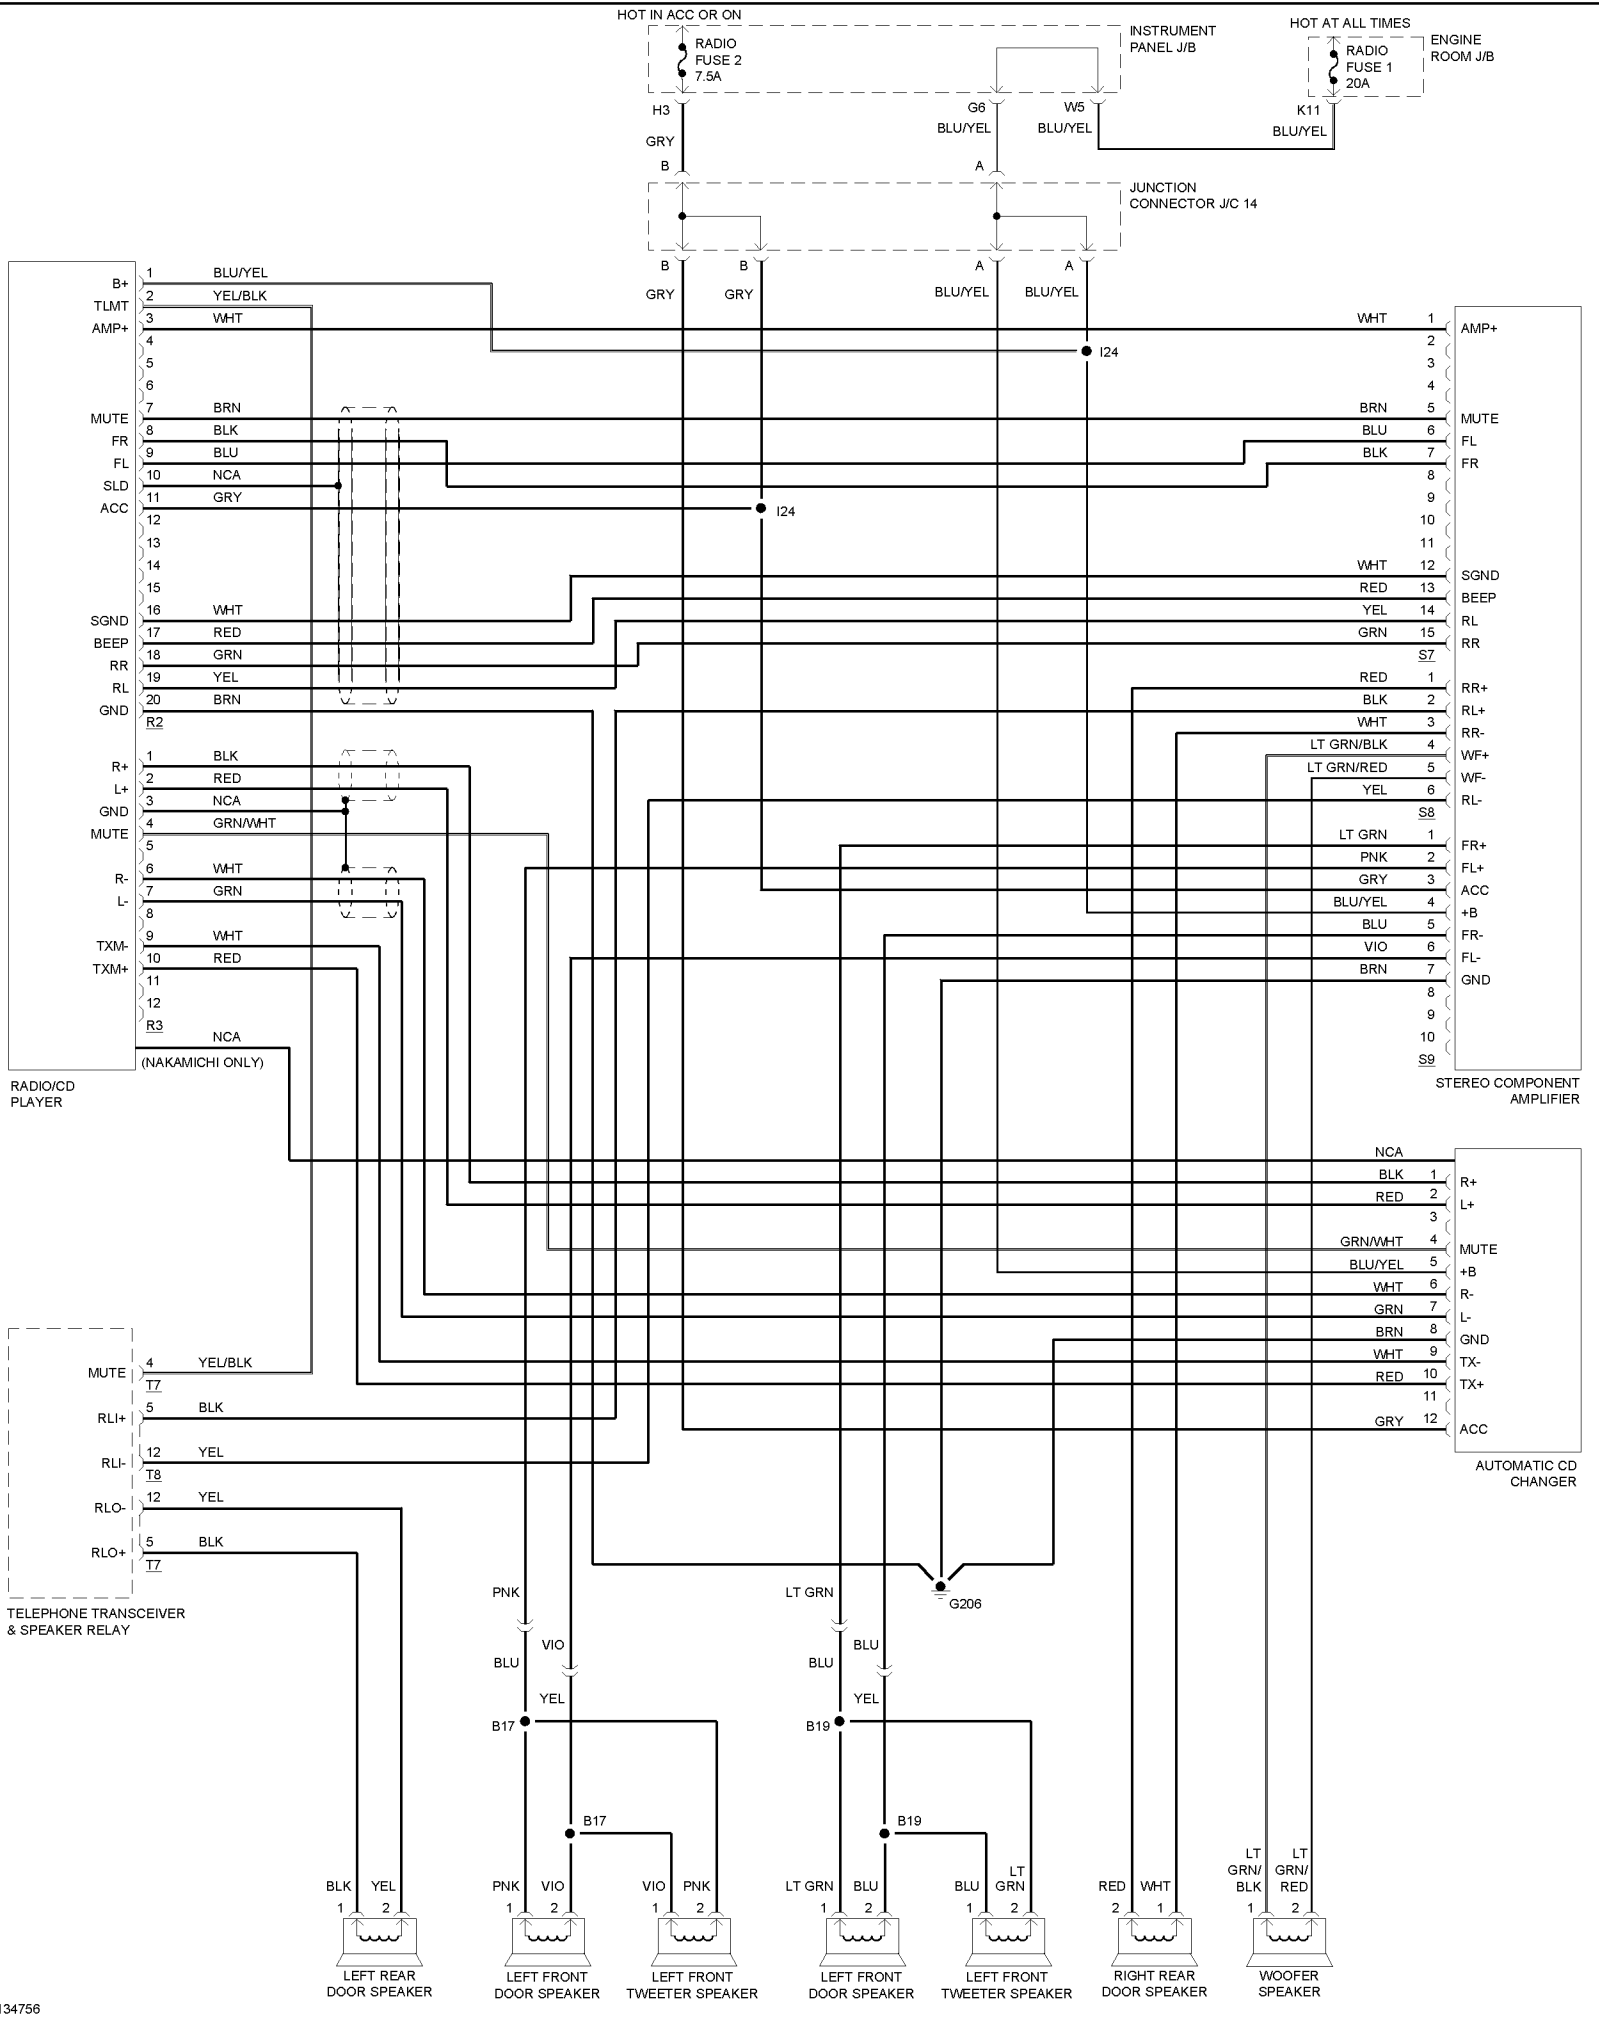 HOT IN ACC OR ON
HOT AT ALL TIMES
RADIO
FUSE 2
7.5A
INSTRUMENT
PANEL J/B
RADIO
FUSE 1
20A
ENGINE
ROOM J/B
H3
G6
W5
K11
GRY
BLU/YEL
BLU/YEL
BLU/YEL
B
A
JUNCTION
CONNECTOR J/C 14
B
B
A
A
GRY
GRY
BLU/YEL
BLU/YEL
I24
I24
B+ 1 BLU/YEL
TLMT 2 YEL/BLK
AMP+ 3 WHT
4
5
6
MUTE 7 BRN
FR 8 BLK
FL 9 BLU
SLD 10 NCA
ACC 11 GRY
12
13
14
15
SGND 16 WHT
BEEP 17 RED
RR 18 GRN
RL 19 YEL
GND 20 BRN
R2
R+ 1 BLK
L+ 2 RED
GND 3 NCA
MUTE 4 GRN/WHT
5
R- 6 WHT
L- 7 GRN
8
TXM- 9 WHT
TXM+ 10 RED
11
12
R3
NCA
(NAKAMICHI ONLY)
RADIO/CD
PLAYER
WHT 1 AMP+
2
3
4
BRN 5 MUTE
BLU 6 FL
BLK 7 FR
8
9
10
11
WHT 12 SGND
RED 13 BEEP
YEL 14 RL
GRN 15 RR
S7
RED 1 RR+
BLK 2 RL+
WHT 3 RR-
LT GRN/BLK 4 WF+
LT GRN/RED 5 WF-
YEL 6 RL-
S8
LT GRN 1 FR+
PNK 2 FL+
GRY 3 ACC
BLU/YEL 4 +B
BLU 5 FR-
VIO 6 FL-
BRN 7 GND
8
9
10
S9
STEREO COMPONENT
AMPLIFIER
NCA
BLK 1 R+
RED 2 L+
3
GRN/WHT 4 MUTE
BLU/YEL 5 +B
WHT 6 R-
GRN 7 L-
BRN 8 GND
WHT 9 TX-
RED 10 TX+
11
GRY 12 ACC
AUTOMATIC CD
CHANGER
MUTE 4 YEL/BLK
T7
RLI+ 5 BLK
RLI- 12 YEL
T8
RLO- 12 YEL
RLO+ 5 BLK
T7
TELEPHONE TRANSCEIVER
& SPEAKER RELAY
G206
PNK
LT GRN
VIO
BLU
BLU
BLU
YEL
YEL
B17
B19
B17
B19
BLK YEL
1 2
LEFT REAR
DOOR SPEAKER
PNK VIO
1 2
LEFT FRONT
DOOR SPEAKER
VIO PNK
1 2
LEFT FRONT
TWEETER SPEAKER
LT GRN BLU
1 2
LEFT FRONT
DOOR SPEAKER
BLU LT
GRN
1 2
LEFT FRONT
TWEETER SPEAKER
RED WHT
2 1
RIGHT REAR
DOOR SPEAKER
LT LT
GRN/ GRN/
BLK RED
1 2
WOOFER
SPEAKER
134756